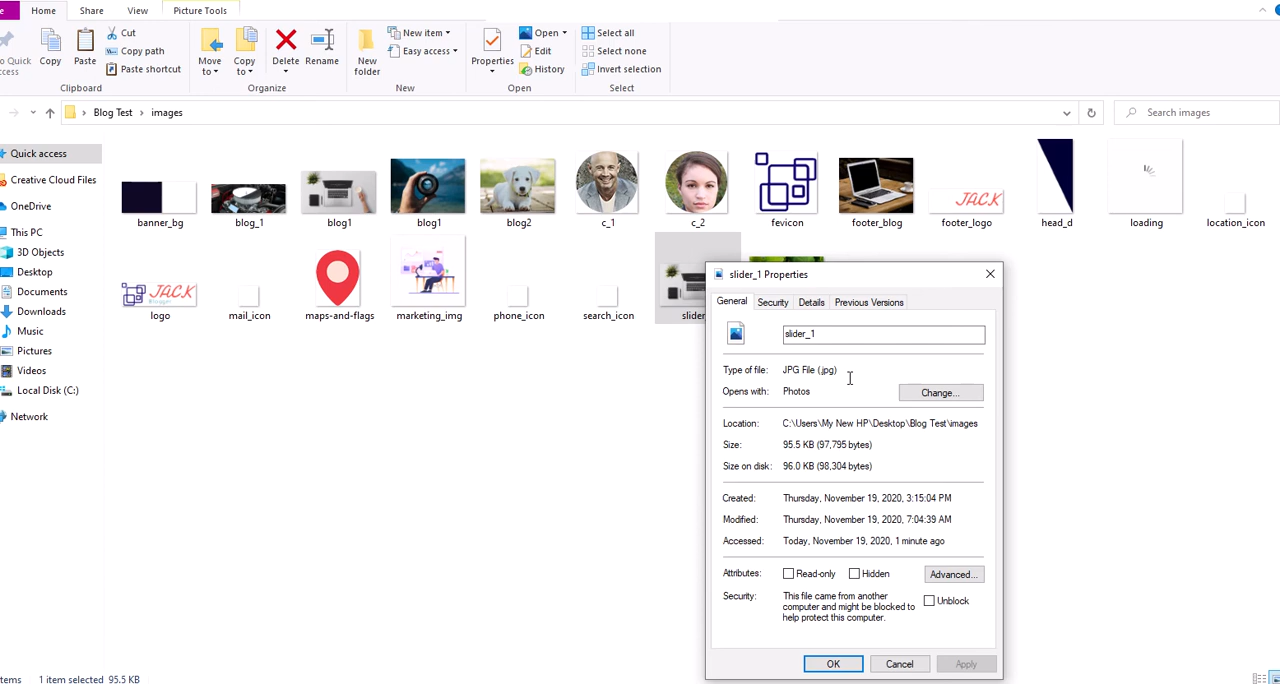 Home Share View Picture Tools
Cut
Copy path
Paste shortcut
Copy
Paste
Clipboard
Move to
Copy to
Delete
Rename
Organize
New folder
New item
Easy access
New
Properties
Open
Edit
History
Open
Select all
Select none
Invert selection
Select
Blog Test > images
Search images
Quick access
Creative Cloud Files
OneDrive
This PC
3D Objects
Desktop
Documents
Downloads
Music
Pictures
Videos
Local Disk (C:)
Network
banner_bg blog_1 blog1 blog1 blog2 c_1 c_2 fevicon footer_blog footer_logo head_d loading location_icon
JACK
JACK
logo mail_icon maps-and-flags marketing_img phone_icon search_icon slider
slider_1 Properties
General Security Details Previous Versions
slider_1
Type of file: JPG File (.jpg)
Opens with: Photos Change...
Location: C:\Users\My New HP\Desktop\Blog Test\images
Size: 95.5 KB (97,795 bytes)
Size on disk: 96.0 KB (98,304 bytes)
Created: Thursday, November 19, 2020, 3:15:04 PM
Modified: Thursday, November 19, 2020, 7:04:39 AM
Accessed: Today, November 19, 2020, 1 minute ago
Attributes: Read-only Hidden Advanced...
Security: This file came from another
computer and might be blocked to
help protect this computer.
Unblock
OK Cancel Apply
1 item selected 95.5 KB